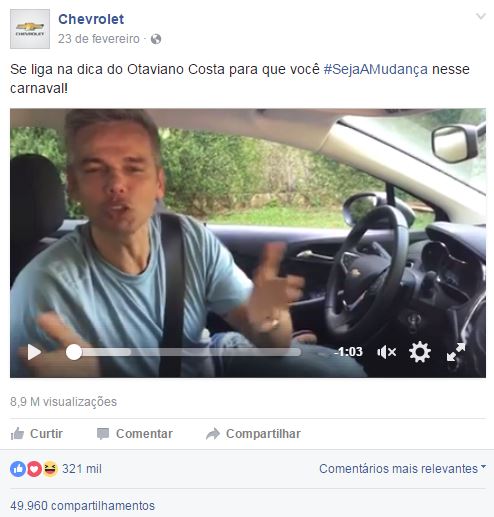 Chevrolet
CHEVROLET
23 de fevereiro ·
Se liga na dica do Otaviano Costa para que você #SejaAMudança nesse
carnaval!
-1:03
8,9 M visualizações
Curtir Comentar Compartilhar
321 mil Comentários mais relevantes
49.960 compartilhamentos